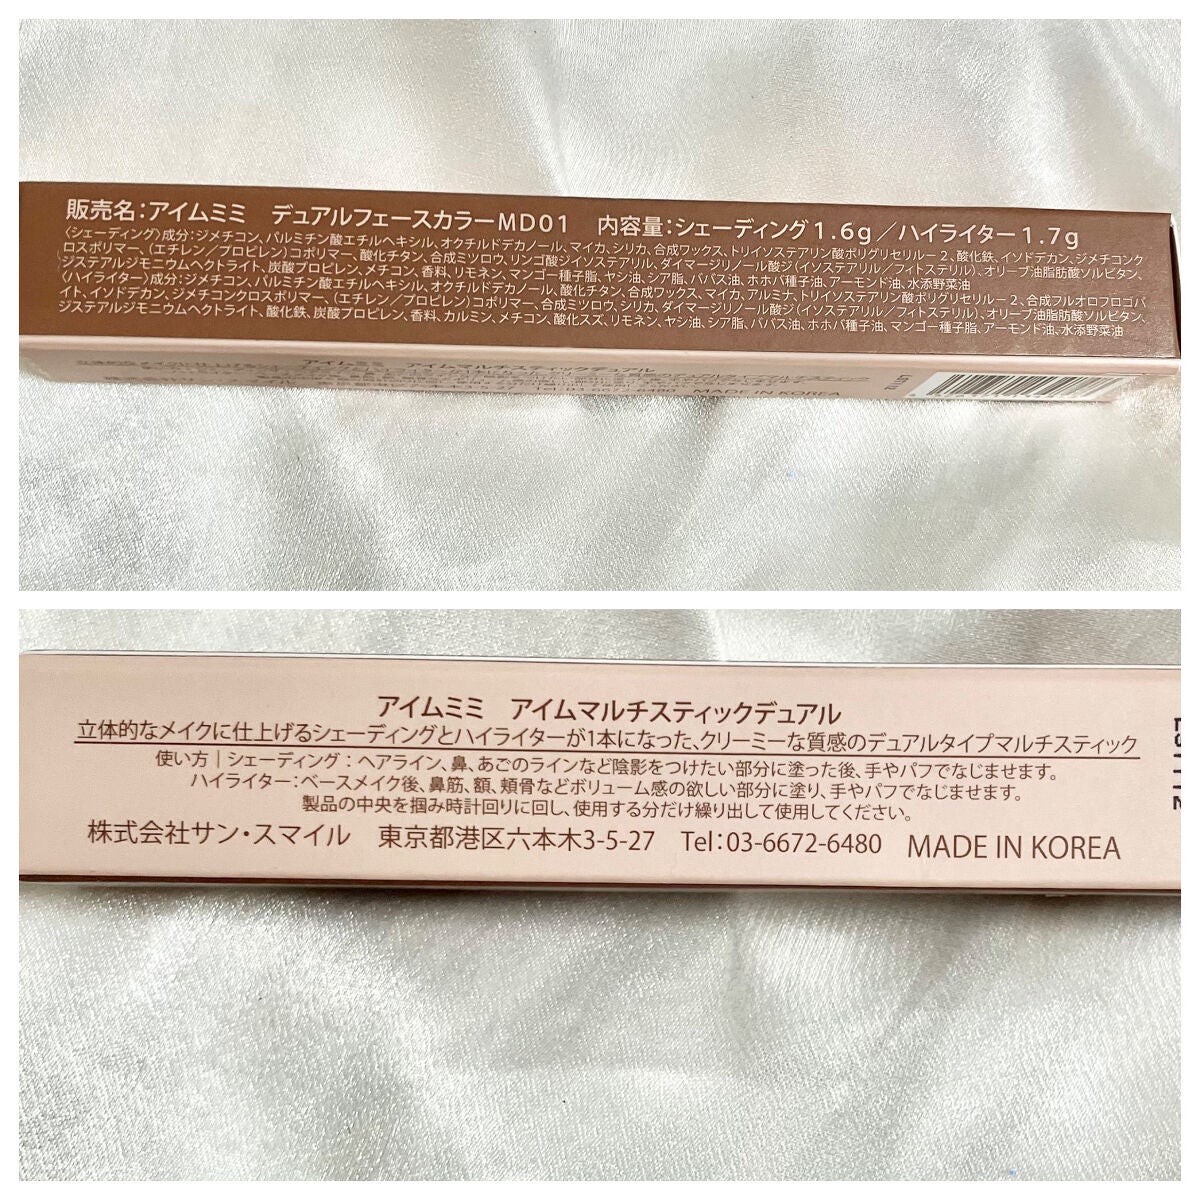 販売名：アイムミミ　デュアルフェースカラーMD01　内容量：シェーディング1.6g／ハイライター1.7g
〈シェーディング〉成分：ジメチコン、パルミチン酸エチルヘキシル、オクチルドデカノール、マイカ、シリカ、合成ワックス、トリイソステアリン酸ポリグリセリル－2、酸化鉄、イソドデカン、ジメチコンク
ロスポリマー、（エチレン／プロピレン）コポリマー、酸化チタン、合成ミツロウ、リンゴ酸ジイソステアリル、ダイマージリノール酸ジ（イソステアリル／フィトステリル）、オリーブ油脂肪酸ソルビタン、
ジステアルジモニウムヘクトライト、炭酸プロピレン、メチコン、香料、リモネン、マンゴー種子脂、ヤシ油、シア脂、ババス油、ホホバ種子油、アーモンド油、水添野菜油
〈ハイライター〉成分：ジメチコン、パルミチン酸エチルヘキシル、オクチルドデカノール、酸化チタン、合成ワックス、マイカ、アルミナ、トリイソステアリン酸ポリグリセリル－2、合成フルオロフロゴパ
イト、イソドデカン、ジメチコンクロスポリマー、（エチレン／プロピレン）コポリマー、合成ミツロウ、シリカ、ダイマージリノール酸ジ（イソステアリル／フィトステリル）、オリーブ油脂肪酸ソルビタン、
ジステアルジモニウムヘクトライト、酸化鉄、炭酸プロピレン、香料、カルミン、メチコン、酸化スズ、リモネン、ヤシ油、シア脂、ババス油、ホホバ種子油、マンゴー種子脂、アーモンド油、水添野菜油
アイムミミ　アイムマルチスティックデュアル
MADE IN KOREA
アイムミミ　アイムマルチスティックデュアル
立体的なメイクに仕上げるシェーディングとハイライターが1本になった、クリーミーな質感のデュアルタイプマルチスティック
使い方｜シェーディング：ヘアライン、鼻、あごのラインなど陰影をつけたい部分に塗った後、手やパフでなじませます。
ハイライター：ベースメイク後、鼻筋、額、頬骨などボリューム感の欲しい部分に塗り、手やパフでなじませます。
製品の中央を掴み時計回りに回し、使用する分だけ繰り出して使用してください。
株式会社サン・スマイル　東京都港区六本木3-5-27　Tel：03-6672-6480　MADE IN KOREA